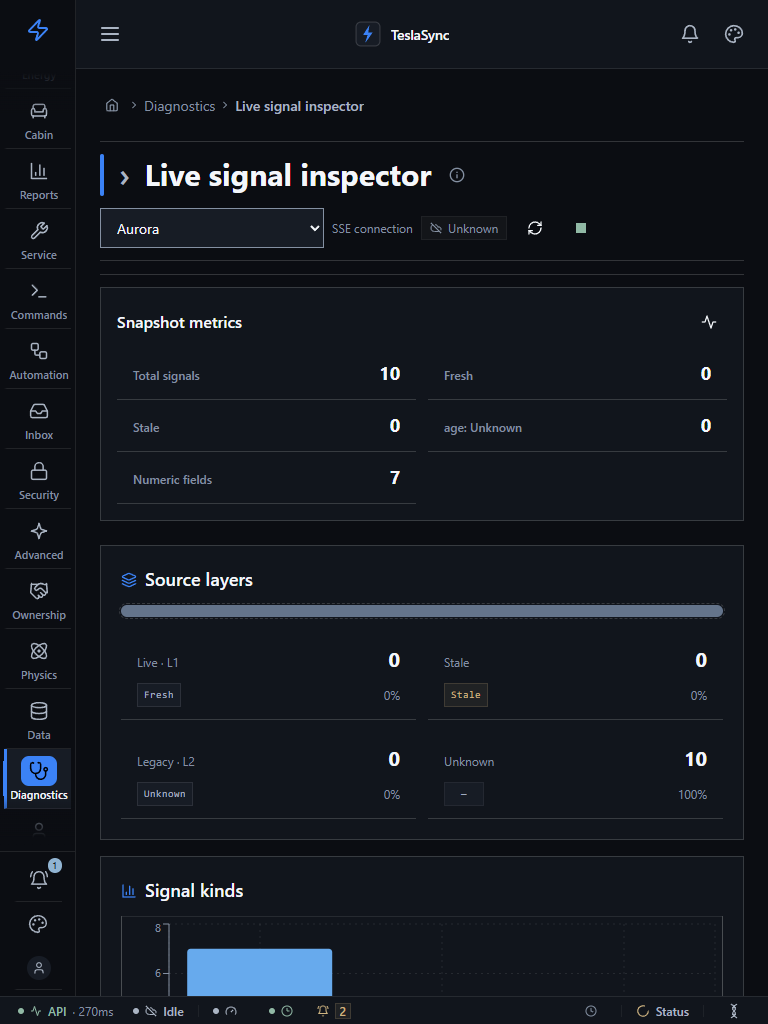 TeslaSync
Energy
Cabin
Reports
Service
Commands
Automation
Inbox
Security
Advanced
Ownership
Physics
Data
Diagnostics
1
Diagnostics
Live signal inspector
Live signal inspector
Aurora
SSE connection
Unknown
Snapshot metrics
Total signals 10
Fresh 0
Stale 0
age: Unknown 0
Numeric fields 7
Source layers
Live · L1 0
Fresh 0%
Stale 0
Stale 0%
Legacy · L2 0
Unknown 0%
Unknown 10
– 100%
Signal kinds
8
6
API · 270ms
Idle
2
Status